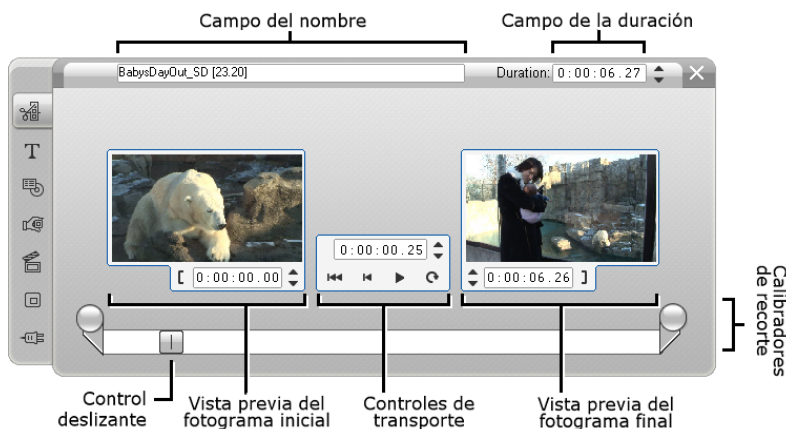 Campo del nombre
Campo de la duración
BabysDayOut_SD [23.20]
Duration: 0:00:06.27
T
0:00:00.25
[ 0:00:00.00
0:00:06.26 ]
Calibradores
de recorte
Control
deslizante
Vista previa del
fotograma inicial
Controles de
transporte
Vista previa del
fotograma final